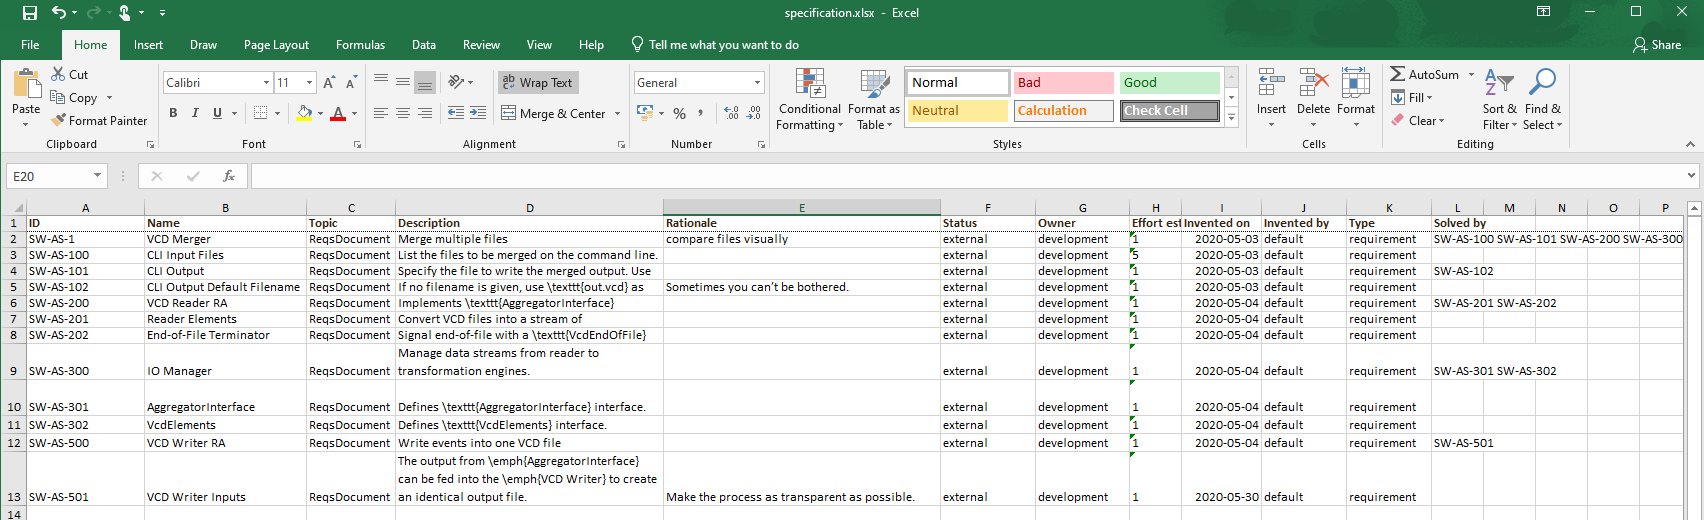 specification.xlsx - Excel
File Home Insert Draw Page Layout Formulas Data Review View Help Tell me what you want to do Share
Cut
Copy
Format Painter
Paste
Clipboard
Calibri 11
B I U
Font
Wrap Text
Merge & Center
Alignment
General
Number
Conditional Formatting
Format as Table
Normal Bad Good
Neutral Calculation Check Cell
Styles
Insert Delete Format
Cells
AutoSum
Fill
Clear
Sort & Filter
Find & Select
Editing
E20 fx
A B C D E F G H I J K L M N O P
1 ID Name Topic Description Rationale Status Owner Effort est Invented on Invented by Type Solved by
2 SW-AS-1 VCD Merger ReqsDocument Merge multiple files compare files visually external development 1 2020-05-03 default requirement SW-AS-100 SW-AS-101 SW-AS-200 SW-AS-300
3 SW-AS-100 CLI Input Files ReqsDocument List the files to be merged on the command line. external development 5 2020-05-03 default requirement
4 SW-AS-101 CLI Output ReqsDocument Specify the file to write the merged output. Use external development 1 2020-05-03 default requirement SW-AS-102
5 SW-AS-102 CLI Output Default Filename ReqsDocument If no filename is given, use \texttt{out.vcd} as Sometimes you can't be bothered. external development 1 2020-05-03 default requirement
6 SW-AS-200 VCD Reader RA ReqsDocument Implements \texttt{AggregatorInterface} external development 1 2020-05-04 default requirement SW-AS-201 SW-AS-202
7 SW-AS-201 Reader Elements ReqsDocument Convert VCD files into a stream of external development 1 2020-05-04 default requirement
8 SW-AS-202 End-of-File Terminator ReqsDocument Signal end-of-file with a \texttt{VcdEndOfFile} external development 1 2020-05-04 default requirement
Manage data streams from reader to
9 SW-AS-300 IO Manager ReqsDocument transformation engines. external development 1 2020-05-04 default requirement SW-AS-301 SW-AS-302
10 SW-AS-301 AggregatorInterface ReqsDocument Defines \texttt{AggregatorInterface} interface. external development 1 2020-05-04 default requirement
11 SW-AS-302 VcdElements ReqsDocument Defines \texttt{VcdElements} interface. external development 1 2020-05-04 default requirement
12 SW-AS-500 VCD Writer RA ReqsDocument Write events into one VCD file external development 1 2020-05-04 default requirement SW-AS-501
The output from \emph{AggregatorInterface}
can be fed into the \emph{VCD Writer} to create
13 SW-AS-501 VCD Writer Inputs ReqsDocument an identical output file. Make the process as transparent as possible. external development 1 2020-05-30 default requirement
14